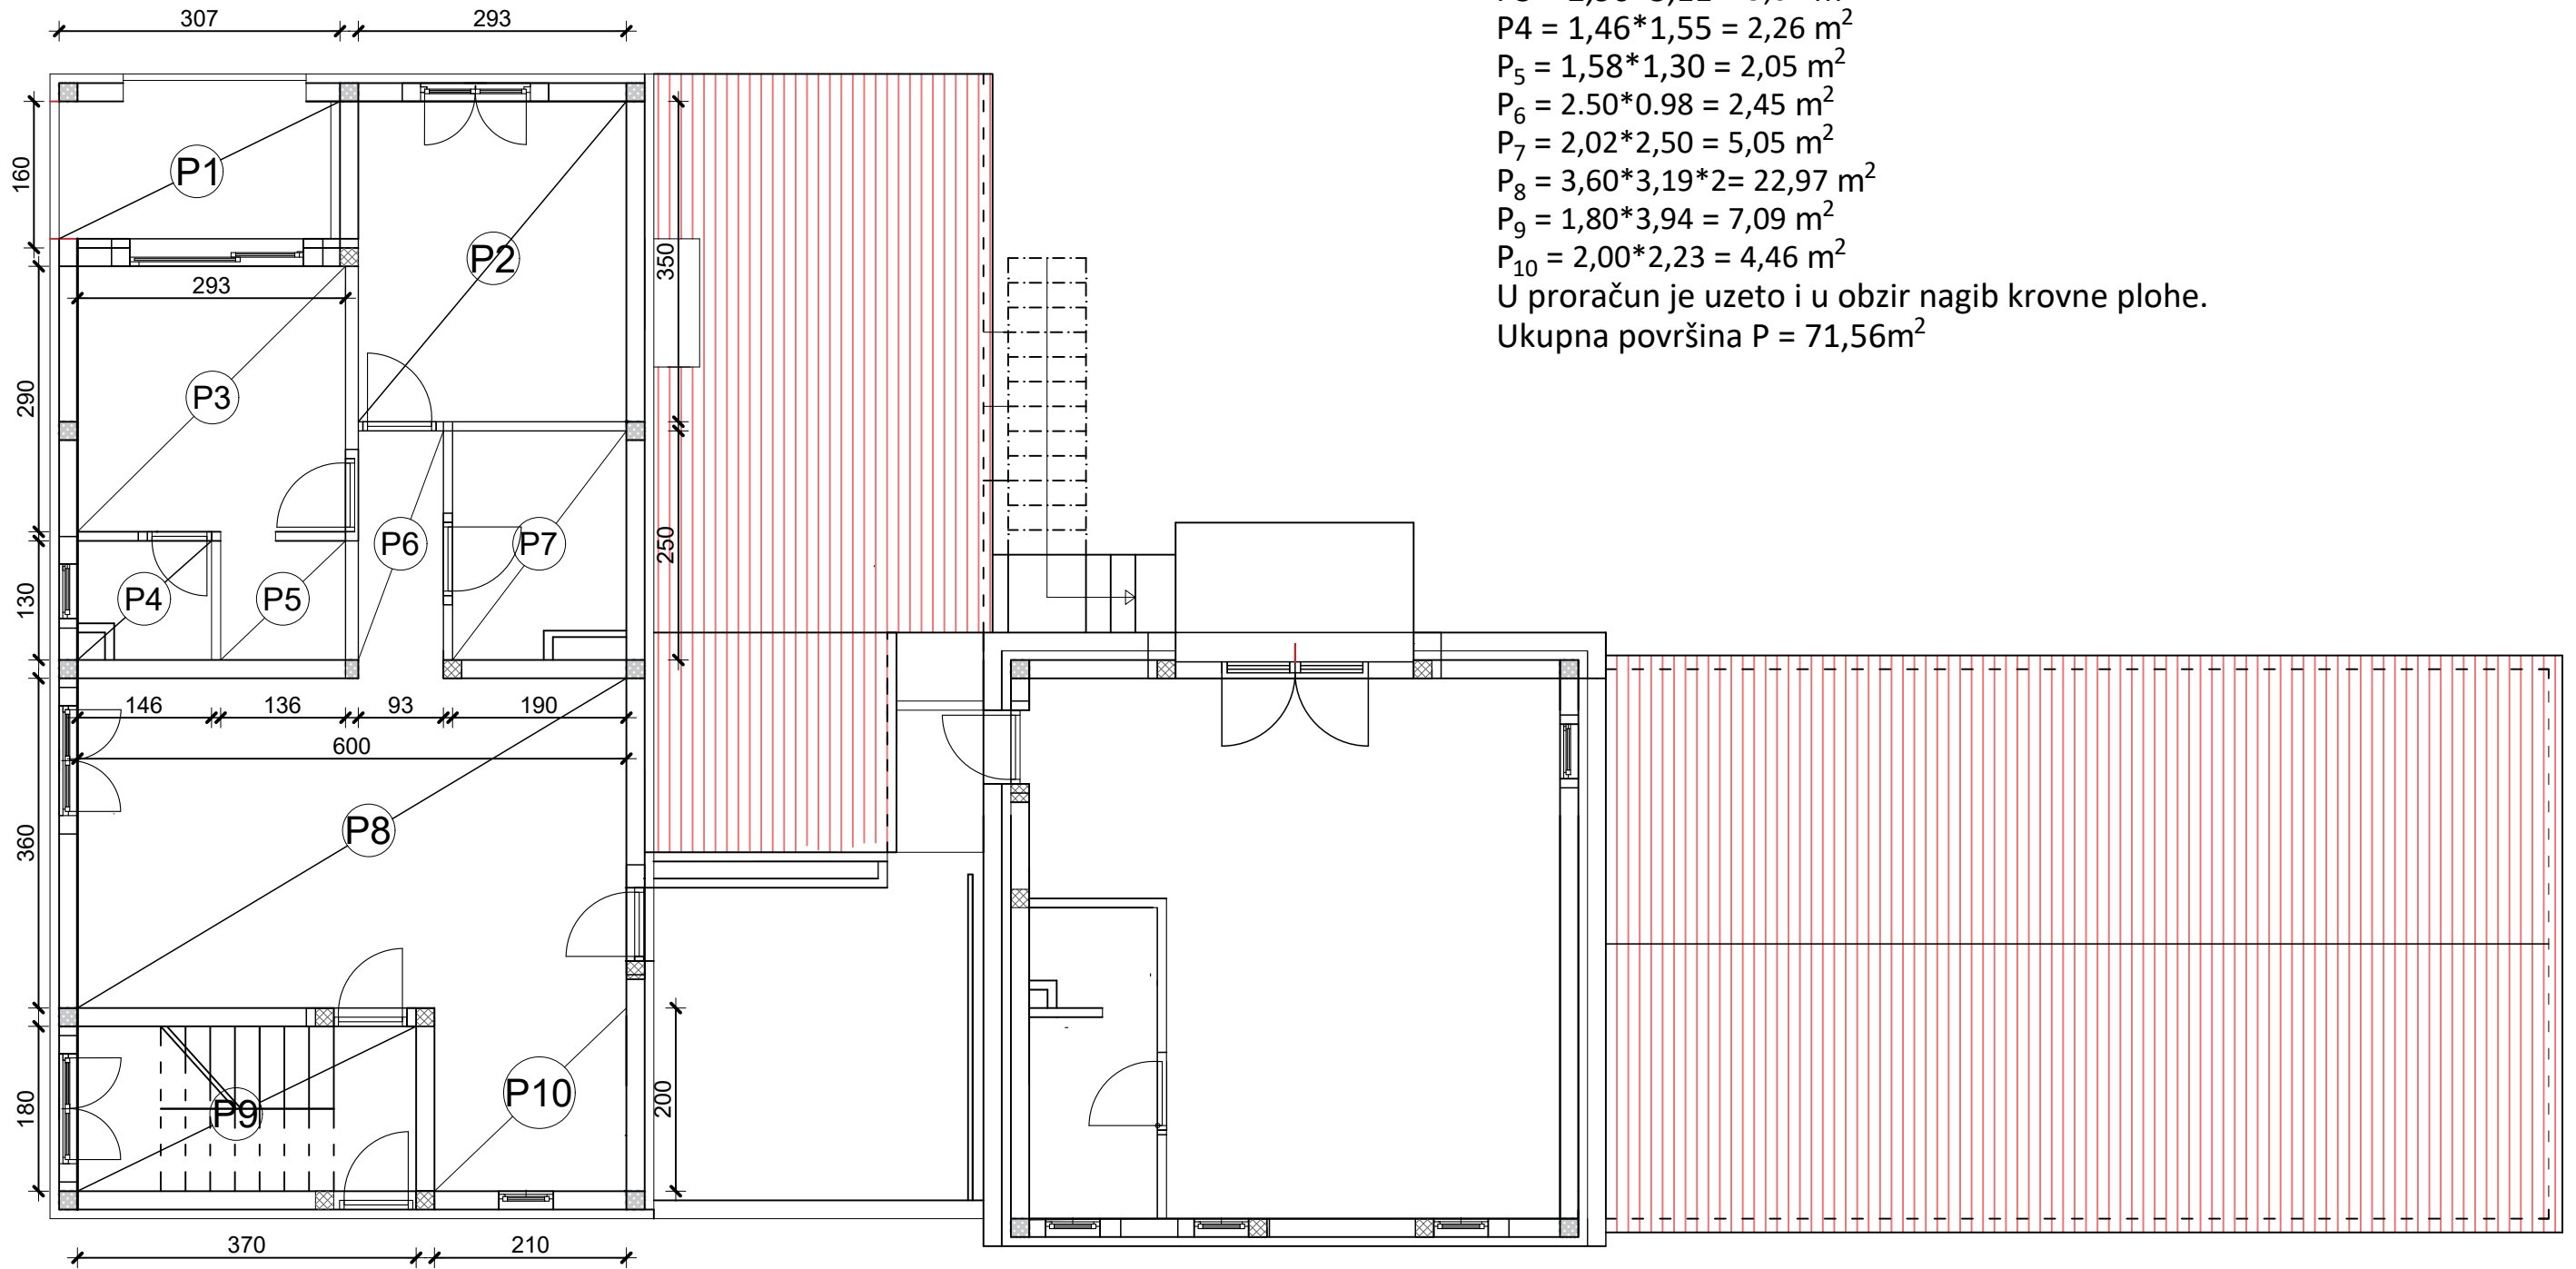 307
293
P4 = 1,46*1,55 = 2,26 m²
P₅ = 1,58*1,30 = 2,05 m²
P₆ = 2.50*0.98 = 2,45 m²
P₇ = 2,02*2,50 = 5,05 m²
P₈ = 3,60*3,19*2= 22,97 m²
P₉ = 1,80*3,94 = 7,09 m²
P₁₀ = 2,00*2,23 = 4,46 m²
U proračun je uzeto i u obzir nagib krovne plohe.
Ukupna površina P = 71,56m²
160
P1
P2
350
293
290
P3
P6
P7
250
130
P4
P5
146
136
93
190
600
360
P8
180
P9
P10
200
370
210